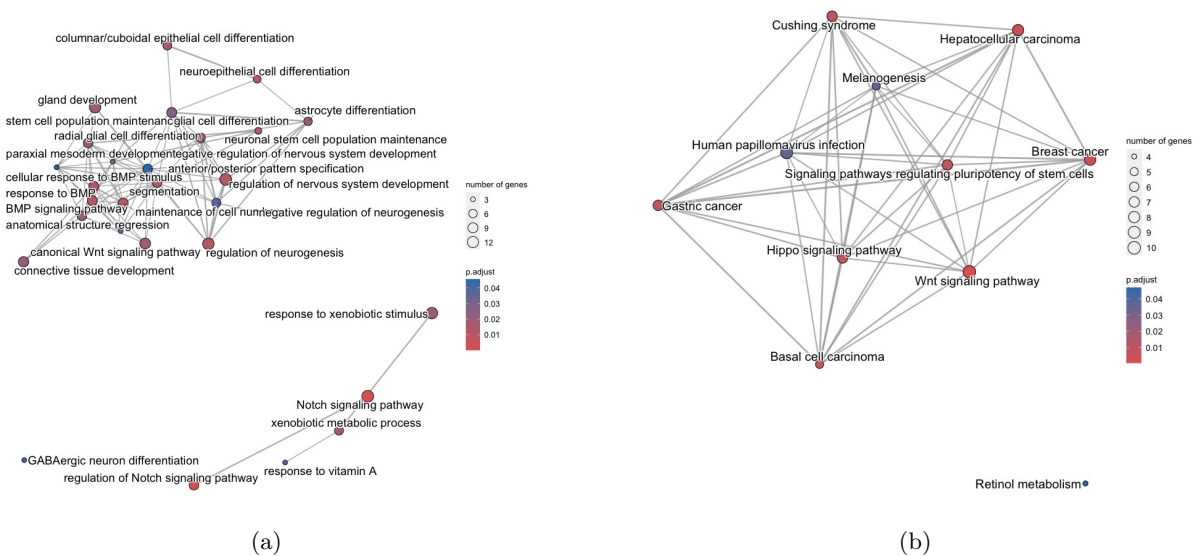 columnar/cuboidal epithelial cell differentiation
neuroepithelial cell differentiation
gland development
astrocyte differentiation
stem cell population maintenance
glial cell differentiation
radial glial cell differentiation
neuronal stem cell population maintenance
paraxial mesoderm development
negative regulation of nervous system development
anterior/posterior pattern specification
cellular response to BMP stimulus
regulation of nervous system development
response to BMP
segmentation
BMP signaling pathway
maintenance of cell number
negative regulation of neurogenesis
anatomical structure regression
canonical Wnt signaling pathway
regulation of neurogenesis
connective tissue development
response to xenobiotic stimulus
Notch signaling pathway
xenobiotic metabolic process
GABAergic neuron differentiation
response to vitamin A
regulation of Notch signaling pathway
number of genes
3
6
9
12
p.adjust
0.04
0.03
0.02
0.01
(a)
Cushing syndrome
Hepatocellular carcinoma
Melanogenesis
Human papillomavirus infection
Breast cancer
Signaling pathways regulating pluripotency of stem cells
Gastric cancer
Hippo signaling pathway
Wnt signaling pathway
Basal cell carcinoma
Retinol metabolism
number of genes
4
5
6
7
8
9
10
p.adjust
0.04
0.03
0.02
0.01
(b)